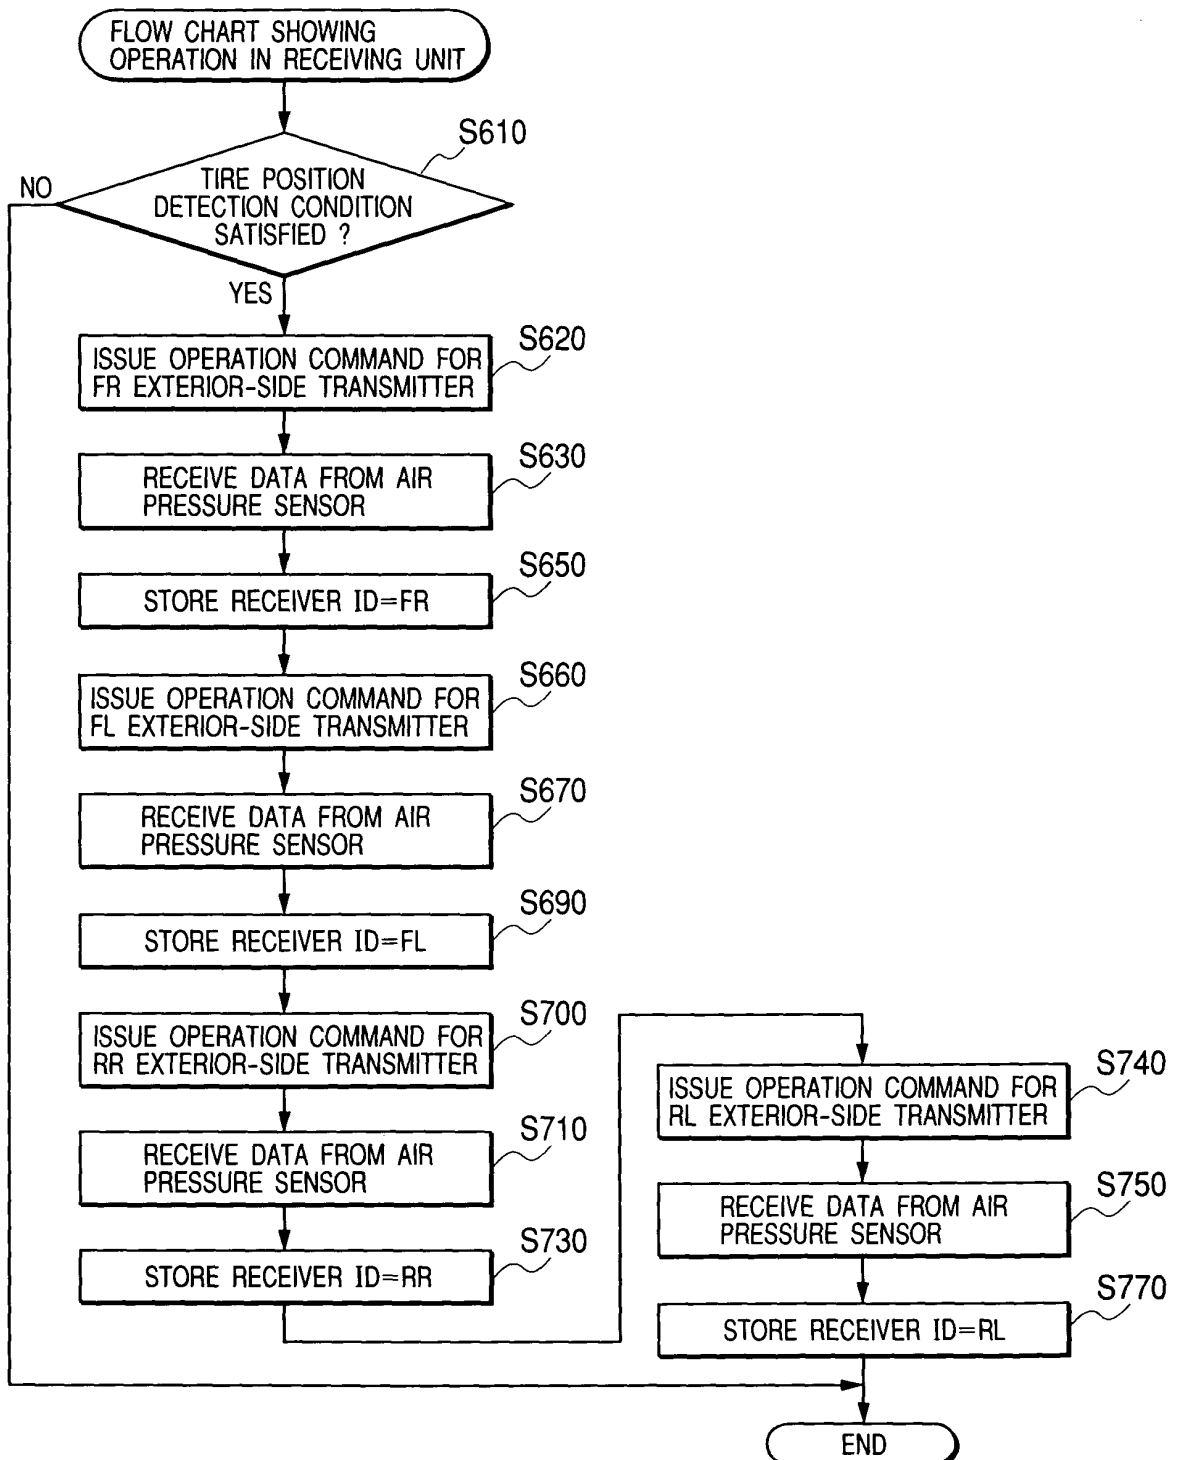 FLOW CHART SHOWING
OPERATION IN RECEIVING UNIT
S610
TIRE POSITION
DETECTION CONDITION
SATISFIED ?
NO
YES
S620
ISSUE OPERATION COMMAND FOR
FR EXTERIOR-SIDE TRANSMITTER
S630
RECEIVE DATA FROM AIR
PRESSURE SENSOR
S650
STORE RECEIVER ID=FR
S660
ISSUE OPERATION COMMAND FOR
FL EXTERIOR-SIDE TRANSMITTER
S670
RECEIVE DATA FROM AIR
PRESSURE SENSOR
S690
STORE RECEIVER ID=FL
S700
ISSUE OPERATION COMMAND FOR
RR EXTERIOR-SIDE TRANSMITTER
S710
RECEIVE DATA FROM AIR
PRESSURE SENSOR
S730
STORE RECEIVER ID=RR
S740
ISSUE OPERATION COMMAND FOR
RL EXTERIOR-SIDE TRANSMITTER
S750
RECEIVE DATA FROM AIR
PRESSURE SENSOR
S770
STORE RECEIVER ID=RL
END